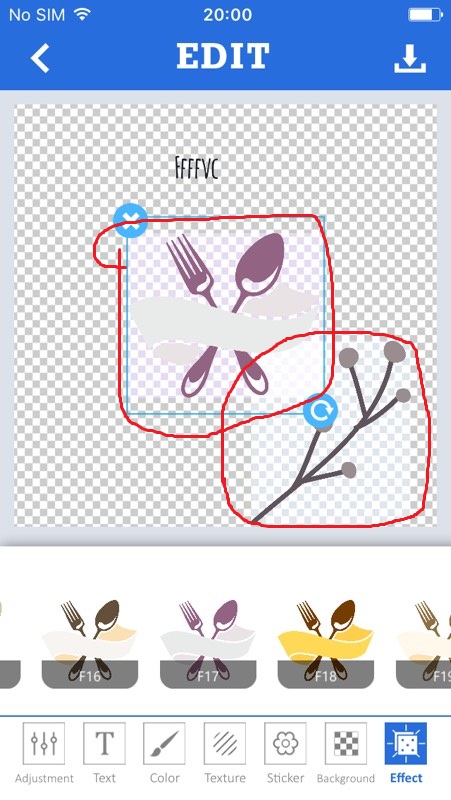 No SIM 20:00
EDIT
Ffffvc
F16 F17 F18 F19
Adjustment Text Color Texture Sticker Background Effect